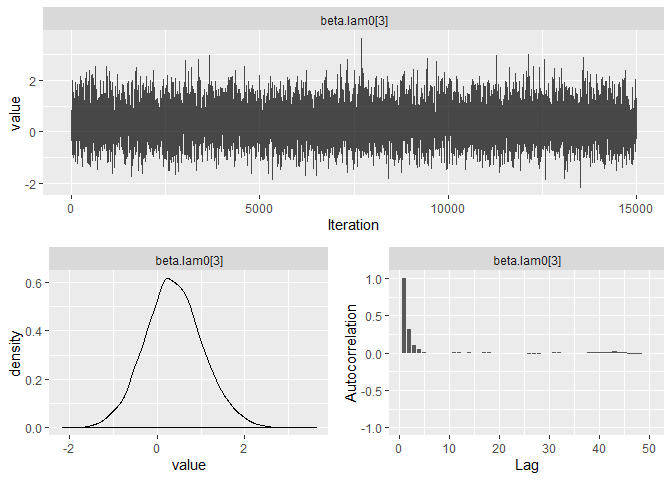 beta.lam0[3]
value
2
0
-2
0 5000 10000 15000
Iteration
beta.lam0[3]
density
0.6
0.4
0.2
0.0
-2 0 2
value
beta.lam0[3]
Autocorrelation
1.0
0.5
0.0
-0.5
-1.0
0 10 20 30 40 50
Lag